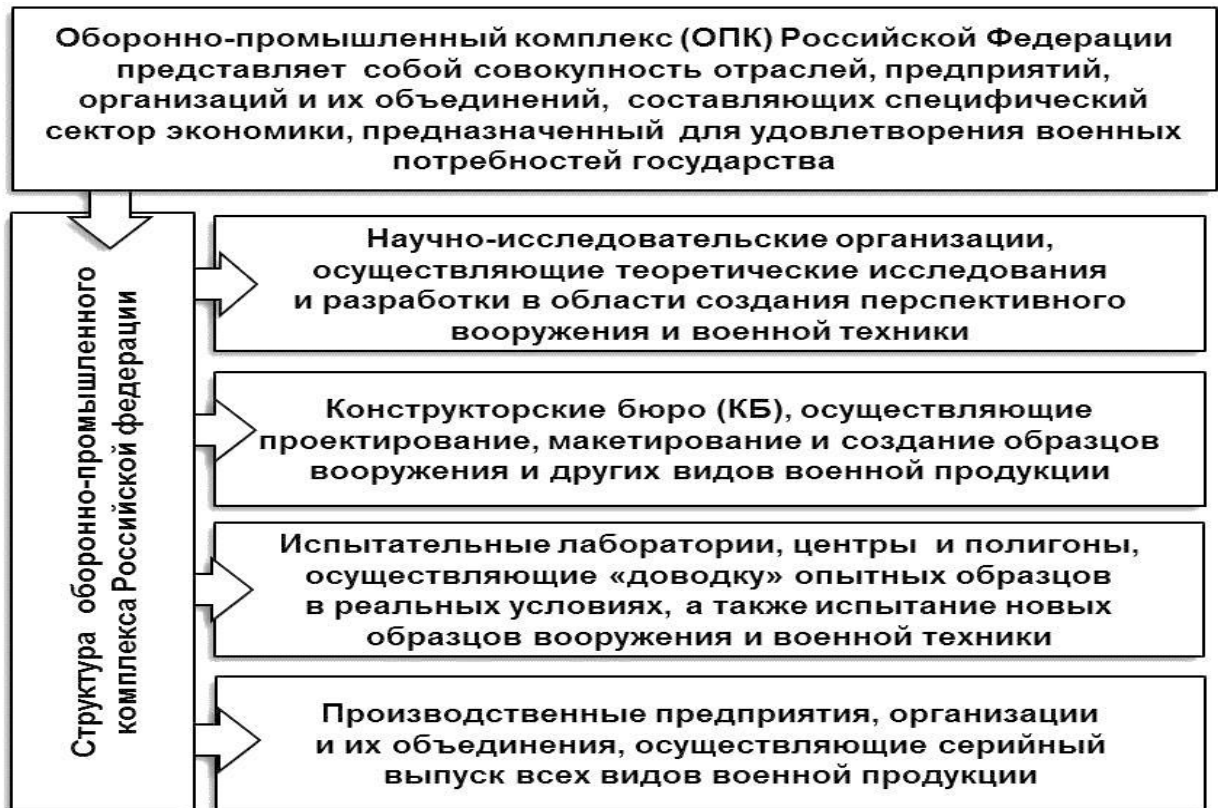 Оборонно-промышленный комплекс (ОПК) Российской Федерации
представляет собой совокупность отраслей, предприятий,
организаций и их объединений, составляющих специфический
сектор экономики, предназначенный для удовлетворения военных
потребностей государства
Структура оборонно-промышленного
комплекса Российской федерации
Научно-исследовательские организации,
осуществляющие теоретические исследования
и разработки в области создания перспективного
вооружения и военной техники
Конструкторские бюро (КБ), осуществляющие
проектирование, макетирование и создание образцов
вооружения и других видов военной продукции
Испытательные лаборатории, центры и полигоны,
осуществляющие «доводку» опытных образцов
в реальных условиях, а также испытание новых
образцов вооружения и военной техники
Производственные предприятия, организации
и их объединения, осуществляющие серийный
выпуск всех видов военной продукции